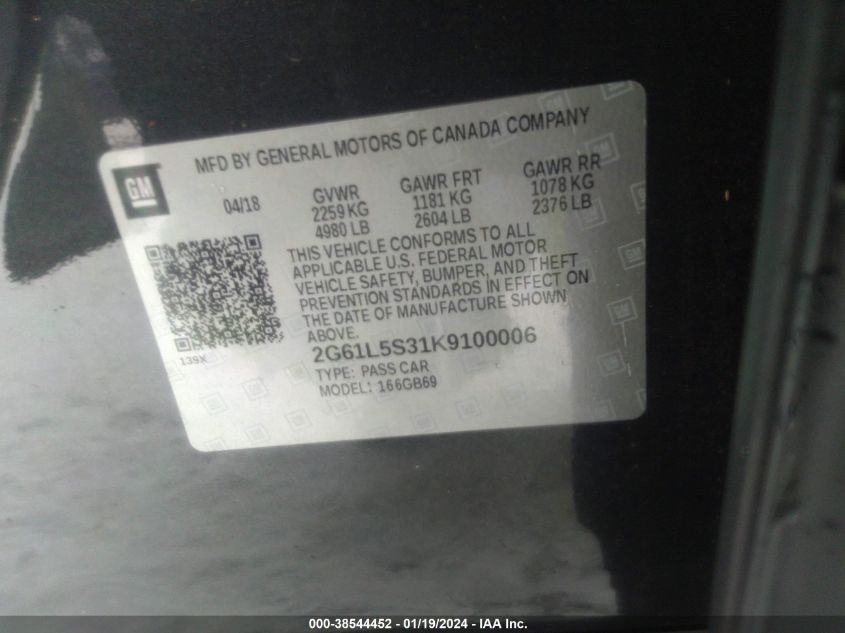 MFD BY GENERAL MOTORS OF CANADA COMPANY
GM
04/18
GVWR
2259 KG
4980 LB
GAWR FRT
1181 KG
2604 LB
GAWR RR
1078 KG
2376 LB
THIS VEHICLE CONFORMS TO ALL
APPLICABLE U.S. FEDERAL MOTOR
VEHICLE SAFETY, BUMPER, AND THEFT
PREVENTION STANDARDS IN EFFECT ON
THE DATE OF MANUFACTURE SHOWN
ABOVE.
139X
2G61L5S31K9100006
TYPE: PASS CAR
MODEL: 166GB69
000-38544452 - 01/19/2024 - IAA Inc.